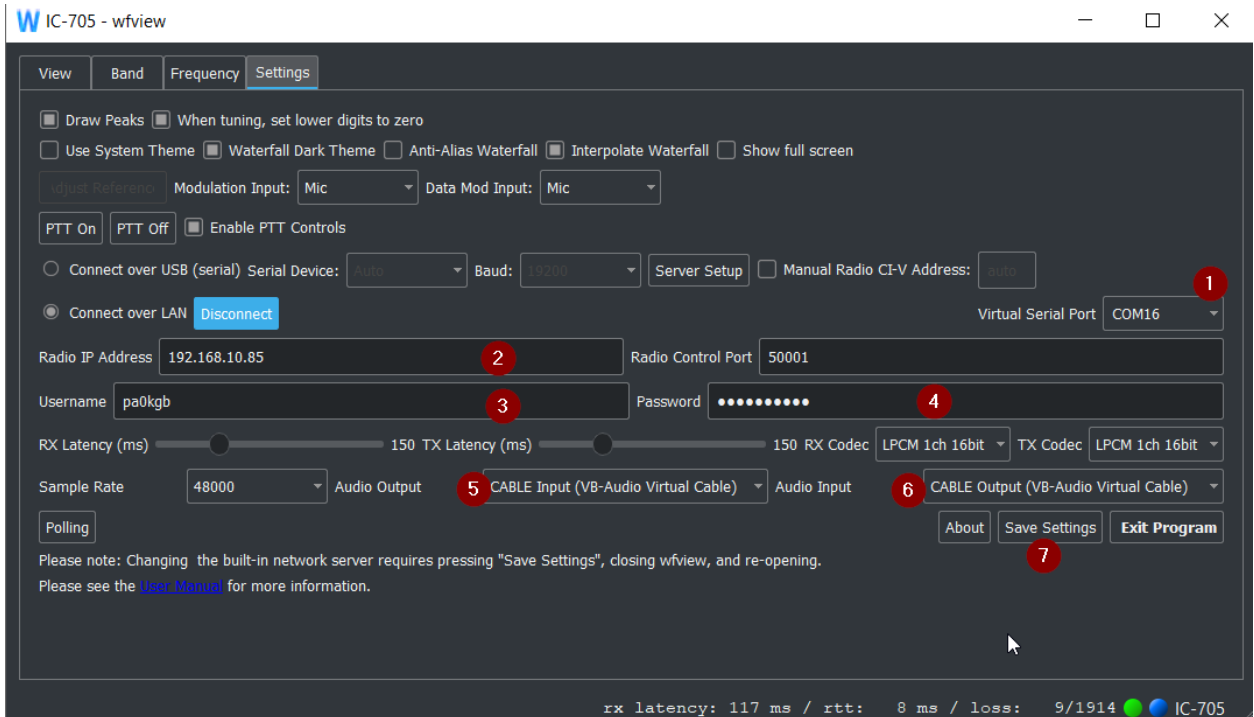 IC-705 - wfview
View Band Frequency Settings
Draw Peaks When tuning, set lower digits to zero
Use System Theme Waterfall Dark Theme Anti-Alias Waterfall Interpolate Waterfall Show full screen
Adjust Referenc Modulation Input: Mic Data Mod Input: Mic
PTT On PTT Off Enable PTT Controls
Connect over USB (serial) Serial Device: Auto Baud: 19200 Server Setup Manual Radio CI-V Address: auto
1
Connect over LAN Disconnect Virtual Serial Port COM16
Radio IP Address 192.168.10.85 2 Radio Control Port 50001
Username pa0kgb 3 Password ●●●●●●●●●● 4
RX Latency (ms) 150 TX Latency (ms) 150 RX Codec LPCM 1ch 16bit TX Codec LPCM 1ch 16bit
Sample Rate 48000 Audio Output 5 CABLE Input (VB-Audio Virtual Cable) Audio Input 6 CABLE Output (VB-Audio Virtual Cable)
Polling About Save Settings Exit Program
Please note: Changing the built-in network server requires pressing "Save Settings", closing wfview, and re-opening.
7
Please see the User Manual for more information.
rx latency: 117 ms / rtt: 8 ms / loss: 9/1914 IC-705